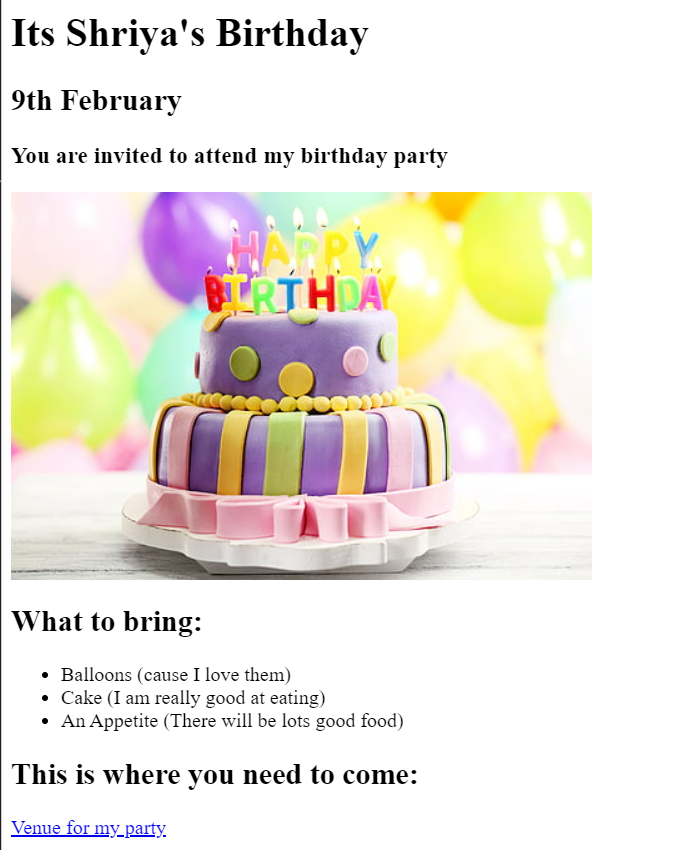 Its Shriya's Birthday
9th February
You are invited to attend my birthday party
HAPPY
BIRTHDAY
What to bring:
Balloons (cause I love them)
Cake (I am really good at eating)
An Appetite (There will be lots good food)
This is where you need to come:
Venue for my party